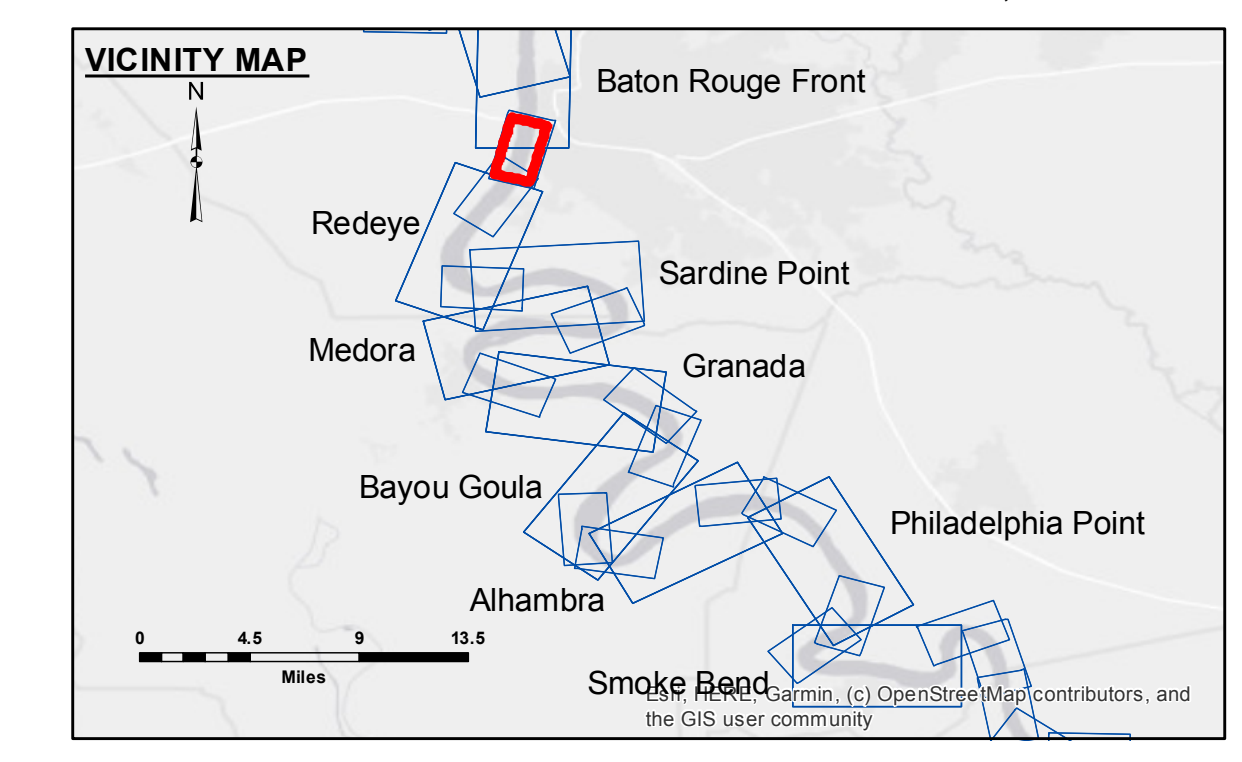 VICINITY MAP
N
Baton Rouge Front
Redeye
Sardine Point
Medora
Granada
Bayou Goula
Philadelphia Point
Alhambra
0 4.5 9 13.5
Miles
Smoke Bend
Esri, HERE, Garmin, (c) OpenStreetMap contributors, and
the GIS user community